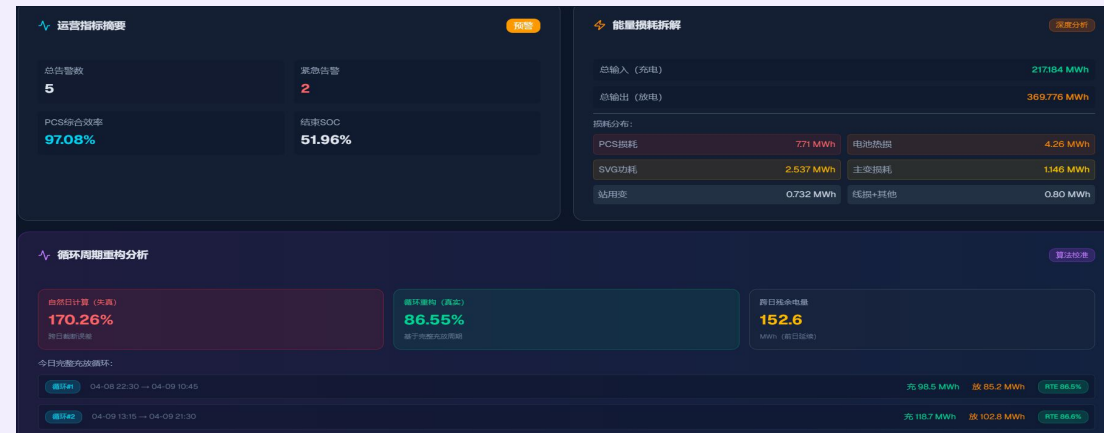 运营指标摘要 预警
总告警数 紧急告警
5 2
PCS综合效率 结束SOC
97.08% 51.96%
能量损耗拆解 深度分析
总输入（充电） 217.184 MWh
总输出（放电） 369.776 MWh
损耗分布：
PCS损耗 7.71 MWh 电池热损 4.26 MWh
SVG功耗 2.537 MWh 主变损耗 1.146 MWh
站用变 0.732 MWh 线损+其他 0.80 MWh
循环周期重构分析 算法校准
自然日计算（失真） 循环重构（真实） 跨日残余电量
170.26% 86.55% 152.6
跨日截断误差 基于完整充放周期 MWh（前日延续）
今日完整充放循环：
循环#1 04-08 22:30 → 04-09 10:45 充 98.5 MWh 放 85.2 MWh RTE 86.5%
循环#2 04-09 13:15 → 04-09 21:30 充 118.7 MWh 放 102.8 MWh RTE 86.6%